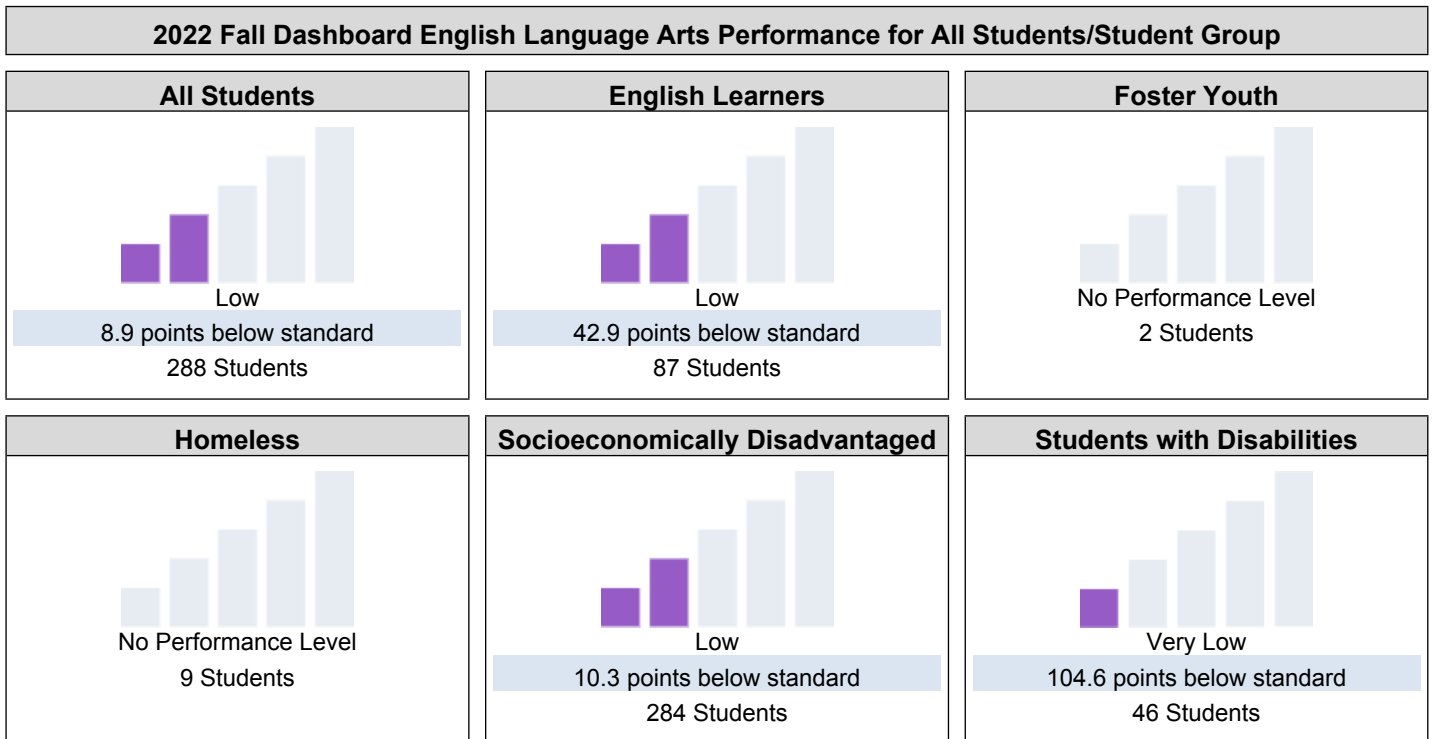 2022 Fall Dashboard English Language Arts Performance for All Students/Student Group
All Students
Low
8.9 points below standard
288 Students
English Learners
Low
42.9 points below standard
87 Students
Foster Youth
No Performance Level
2 Students
Homeless
No Performance Level
9 Students
Socioeconomically Disadvantaged
Low
10.3 points below standard
284 Students
Students with Disabilities
Very Low
104.6 points below standard
46 Students